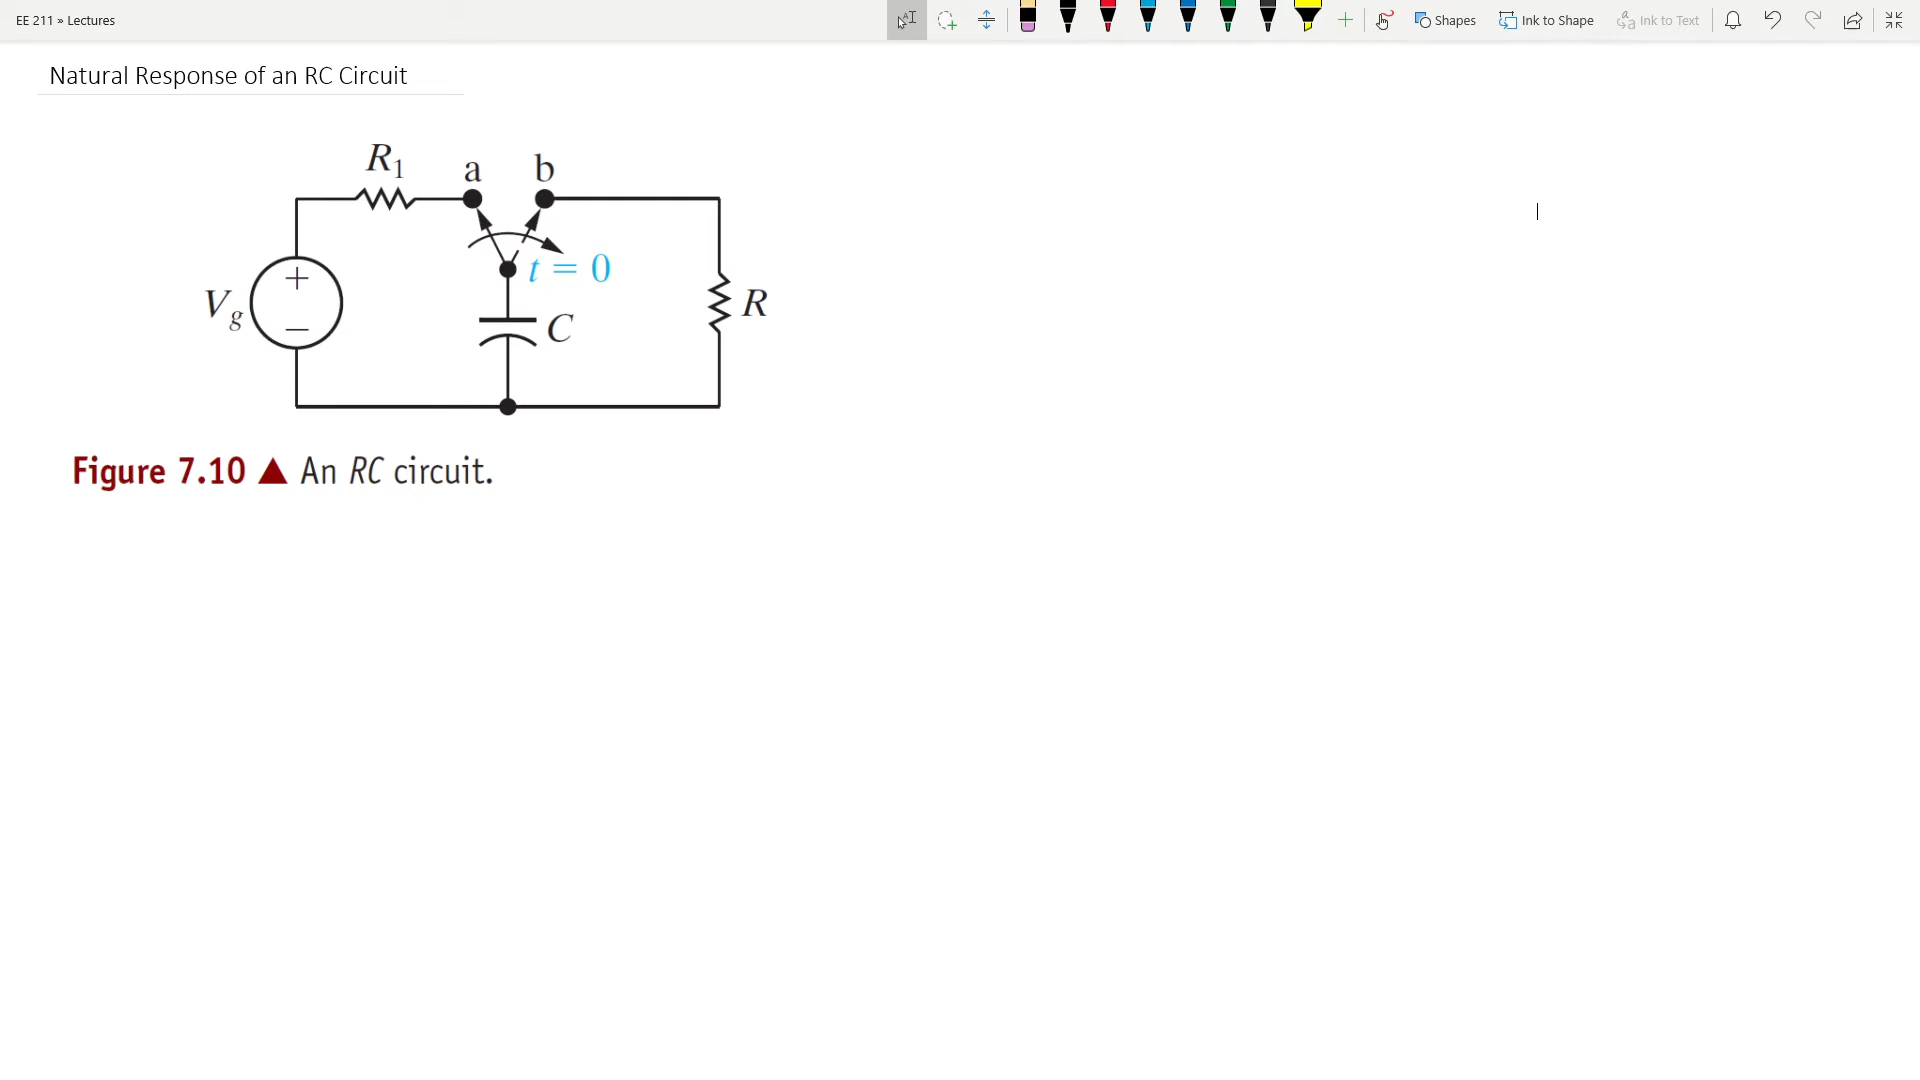 EE 211 » Lectures
Shapes
Ink to Shape
Ink to Text
Natural Response of an RC Circuit
R₁
a
b
t = 0
+
V_g
−
C
R
Figure 7.10 ▲ An RC circuit.